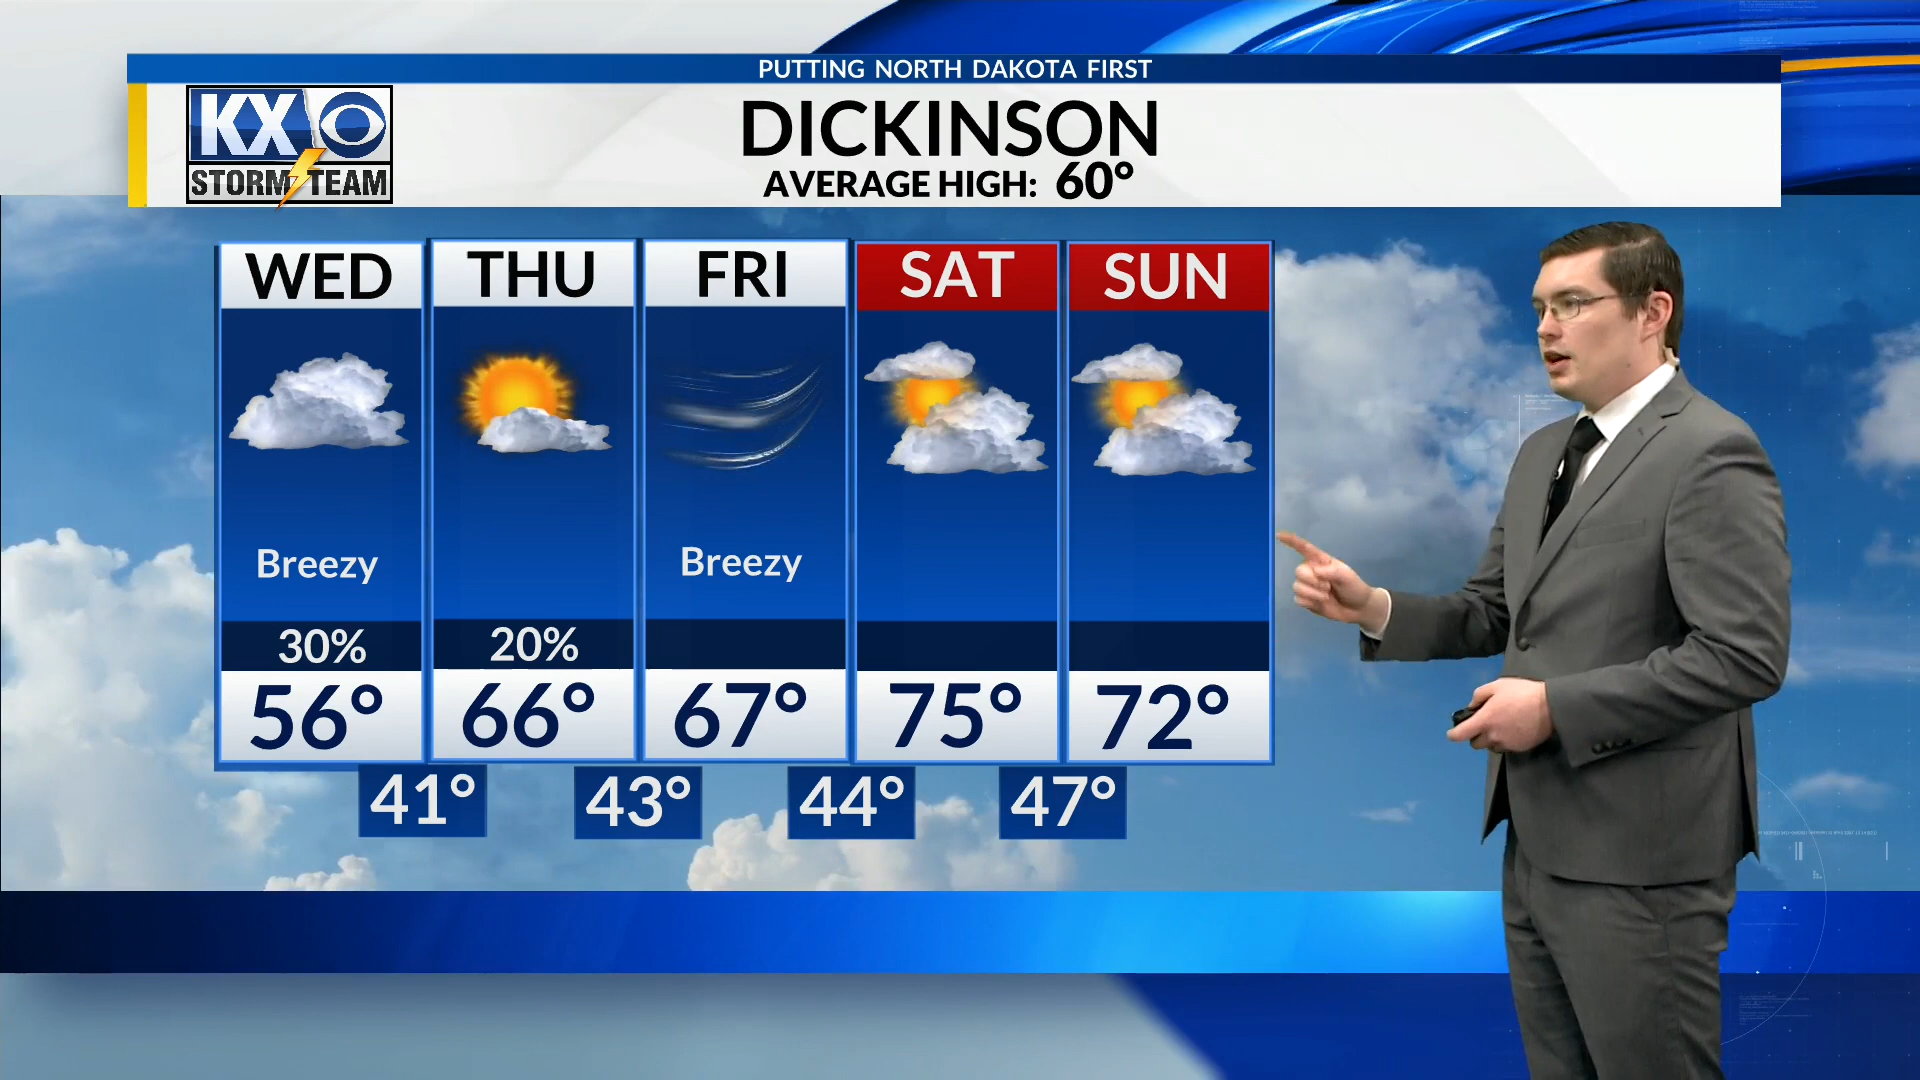 PUTTING NORTH DAKOTA FIRST
KX
STORM TEAM
DICKINSON
AVERAGE HIGH: 60°
WED THU FRI SAT SUN
Breezy Breezy
30% 20%
56° 66° 67° 75° 72°
41° 43° 44° 47°